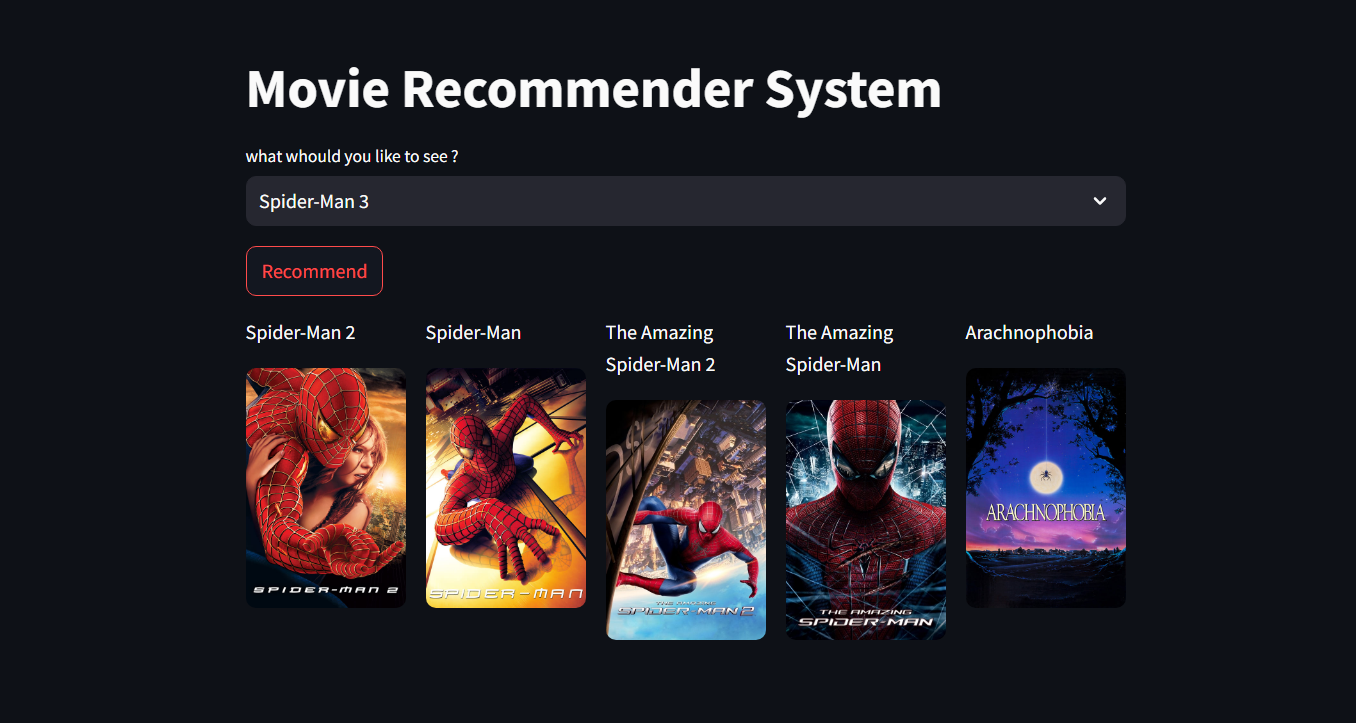 Movie Recommender System
what whould you like to see ?
Spider-Man 3
Recommend
Spider-Man 2
Spider-Man
The Amazing
Spider-Man 2
The Amazing
Spider-Man
Arachnophobia
SPIDER-MAN 2
SPIDER-MAN
THE AMAZING
SPIDER-MAN 2
THE AMAZING
SPIDER-MAN
ARACHNOPHOBIA